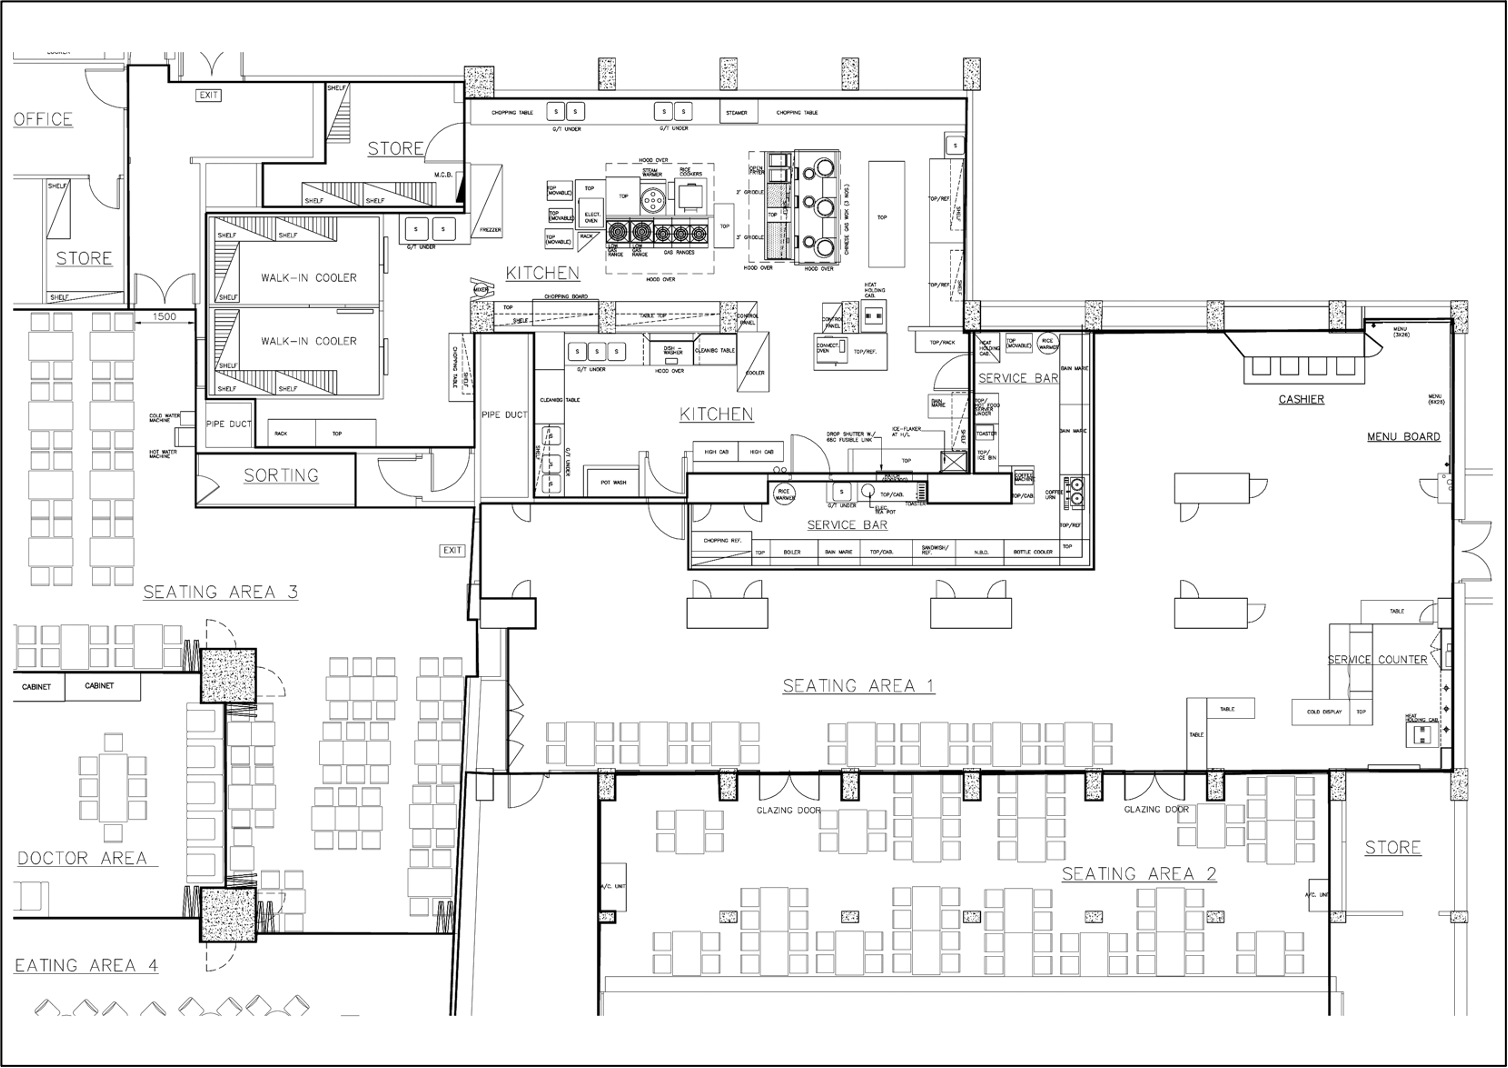 EXIT
OFFICE
SHELF
STORE
M.C.B.
SHELF
SHELF
SHELF
STORE
SHELF
CHOPPING TABLE
S
S
G/T UNDER
S
S
G/T UNDER
STEAMER
CHOPPING TABLE
S
HOOD OVER
STEAM
WARMER
RICE
COOKERS
TOP
TOP
(MOVABLE)
TOP
(MOVABLE)
TOP
(MOVABLE)
TOP
ELECT.
OVEN
RACK
LOW
GAS
RANGE
LOW
GAS
RANGE
GAS RANGES
TOP
HOOD OVER
OPEN
FRYER
3' GRIDDLE
TOP
3' GRIDDLE
HOOD OVER
HOOD OVER
CHINESE GAS WOK (3 NOS.)
TOP
TOP/REF.
SHELF
TOP/REF.
SHELF
SHELF
SHELF
WALK-IN COOLER
SHELF
WALK-IN COOLER
SHELF
SHELF
SHELF
S
S
G/T UNDER
FREZZER
KITCHEN
MIXER
TOP
SHELF
CHOPPING BOARD
TABLE TOP
CONTROL
PANEL
CONTROL
PANEL
HEAT
HOLDING
CAB.
1500
COLD WATER
MACHINE
HOT WATER
MACHINE
PIPE DUCT
RACK
TOP
CHOPPING TABLE
SHELF
PIPE DUCT
S
S
S
G/T UNDER
DISH -
WASHER
HOOD OVER
CLEANIBG TABLE
COOLER
CONVECT.
OVEN
TOP/REF.
TOP/RACK
CLEANIBG TABLE
KITCHEN
SHELF
G/T UNDER
POT WASH
HIGH CAB
HIGH CAB
DROP SHUTTER W./
68C FUSIBLE LINK
ICE-FLAKER
AT H/L
TOP
SHELF
BAIN
MARIE
HEAT
HOLDING
CAB.
TOP
(MOVABLE)
RICE
WARMER
SERVICE BAR
BAIN MARIE
TOP/
HOT FOOD
SERVER
UNDER
TOASTER
TOP/
ICE BIN
BAIN MARIE
COFFEE
MACHINE
TOP/CAB.
COFFEE
URN
TOP/REF
TOP
RICE
WARMER
S
G/T UNDER
ELEC.
TEA POT
TOP/CAB.
TOASTER
SERVICE BAR
CHOPPING REF.
TOP
BOILER
BAIN MARIE
TOP/CAB.
SANDWISH/
REF.
N.B.D.
BOTTLE COOLER
MENU
(3X26)
CASHIER
MENU
(6X26)
MENU BOARD
SORTING
EXIT
SEATING AREA 3
CABINET
CABINET
TABLE
SERVICE COUNTER
SEATING AREA 1
TABLE
TABLE
COLD DISPLAY
TOP
HEAT
HOLDING CAB.
GLAZING DOOR
GLAZING DOOR
DOCTOR AREA
STORE
SEATING AREA 2
A/C. UNIT
A/C. UNI
EATING AREA 4